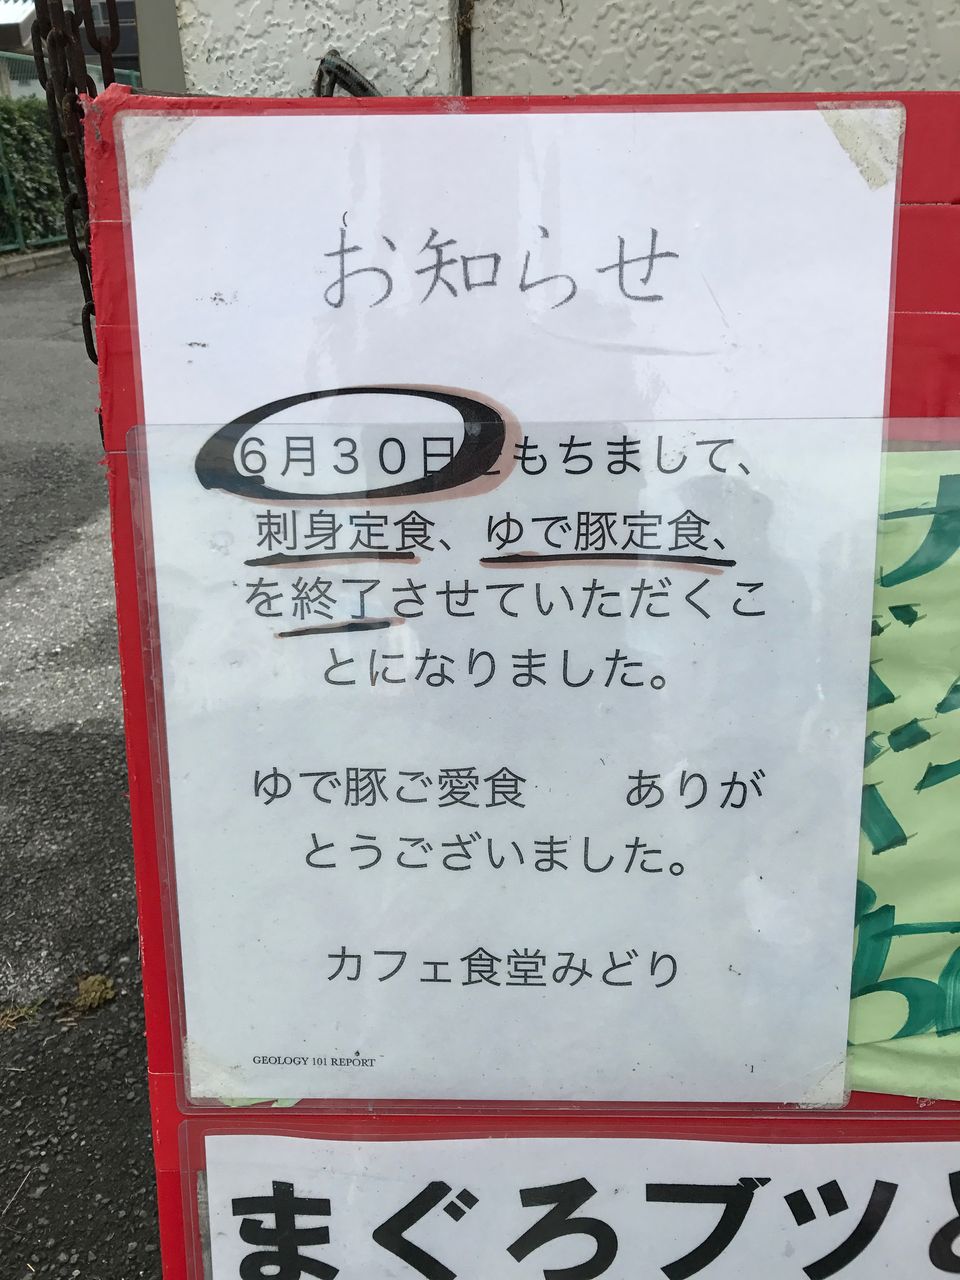 お知らせ
6月30日をもちまして、
刺身定食、ゆで豚定食、
を終了させていただくこ
とになりました。
ゆで豚ご愛食　　ありが
とうございました。
カフェ食堂みどり
GEOLOGY 101 REPORT 1
まぐろブツと